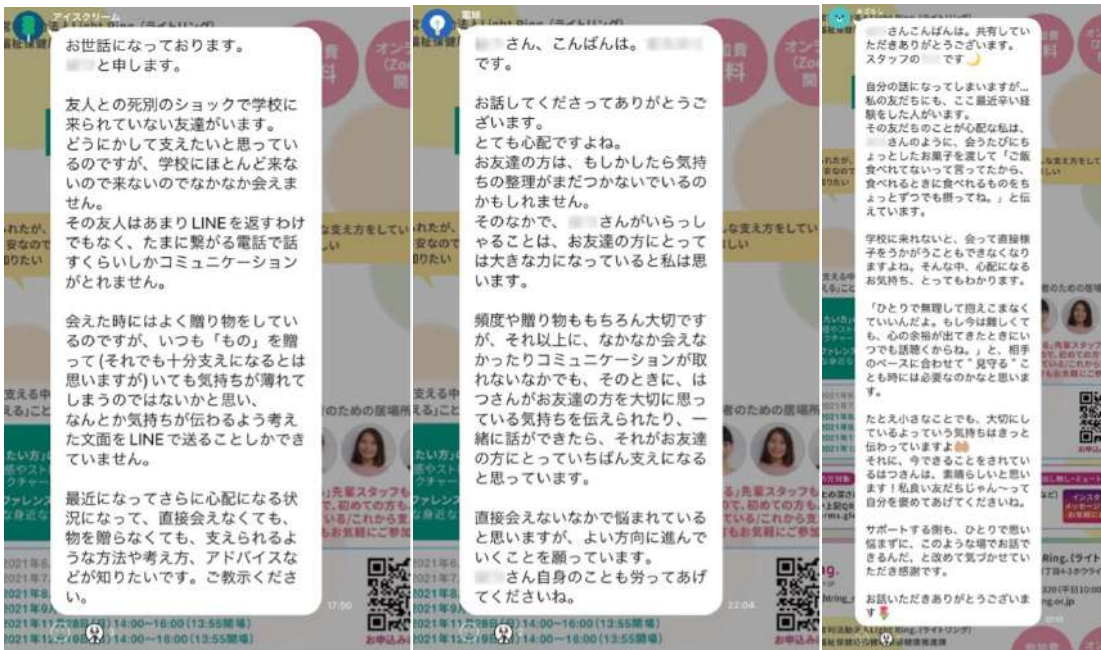 アイスクリーム
お世話になっております。
と申します。
友人との死別のショックで学校に
来られていない友達がいます。
どうにかして支えたいと思ってい
るのですが、学校にほとんど来な
いので来ないのでなかなか会えま
せん。
その友人はあまりLINEを返すわけ
でもなく、たまに繋がる電話で話
すくらいしかコミュニケーション
がとれません。
会えた時にはよく贈り物をしてい
るのですが、いつも「もの」を贈
って(それでも十分支えになるとは
思いますが)いても気持ちが薄れて
しまうのではないかと思い、
なんとか気持ちが伝わるよう考え
た文面をLINEで送ることしかでき
ていません。
最近になってさらに心配になる状
況になって、直接会えなくても、
物を贈らなくても、支えられるよ
うな方法や考え方、アドバイスな
どが知りたいです。ご教示くださ
い。
17:00
電球
さん、こんばんは。
です。
お話してくださってありがとうご
ざいます。
とても心配ですよね。
お友達の方は、もしかしたら気持
ちの整理がまだつかないでいるの
かもしれません。
そのなかで、 さんがいらっし
ゃることは、お友達の方にとって
は大きな力になっていると私は思
います。
頻度や贈り物ももちろん大切です
が、それ以上に、なかなか会えな
かったりコミュニケーションが取
れないなかでも、そのときに、は
つさんがお友達の方を大切に思っ
ている気持ちを伝えられたり、一
緒に話ができたら、それがお友達
の方にとっていちばん支えになる
と思っています。
直接会えないなかで悩まれている
と思いますが、よい方向に進んで
いくことを願っています。
さん自身のことも労ってあげ
てくださいね。
22:04
めざらし
さんこんばんは。共有してい
ただきありがとうございます。
スタッフの です🌙
自分の話になってしまいますが...
私の友だちにも、ここ最近辛い経
験をした人がいます。
その友だちのことが心配な私は、
さんのように、会うたびにち
ょっとしたお菓子を渡して「ご飯
食べれてないって言ってたから、
食べれるときに食べれるものをち
ょっとずつでも摂ってね。」と伝
えています。
学校に来れないと、会って直接様
子をうかがうこともできなくなり
ますよね。そんな中、心配になる
お気持ち、とってもわかります。
「ひとりで無理して抱えこまなく
ていいんだよ。もし今は難しくて
も、心の余裕が出てきたときにい
つでも話聴くからね。」と、相手
のペースに合わせて"見守る"こ
とも時には必要なのかなと思いま
す。
たとえ小さなことでも、大切にし
ているよっていう気持ちはきっと
伝わっていますよ🤲
それに、今できることをされてい
るはつさんは、素晴らしいと思い
ます！私良い友だちじゃん〜って
自分を褒めてあげてくださいね。
サポートする側も、ひとりで思い
悩まずに、このような場でお話で
きるんだ、と改めて気づかせてい
ただき感謝です。
お話いただきありがとうございま
す🌷